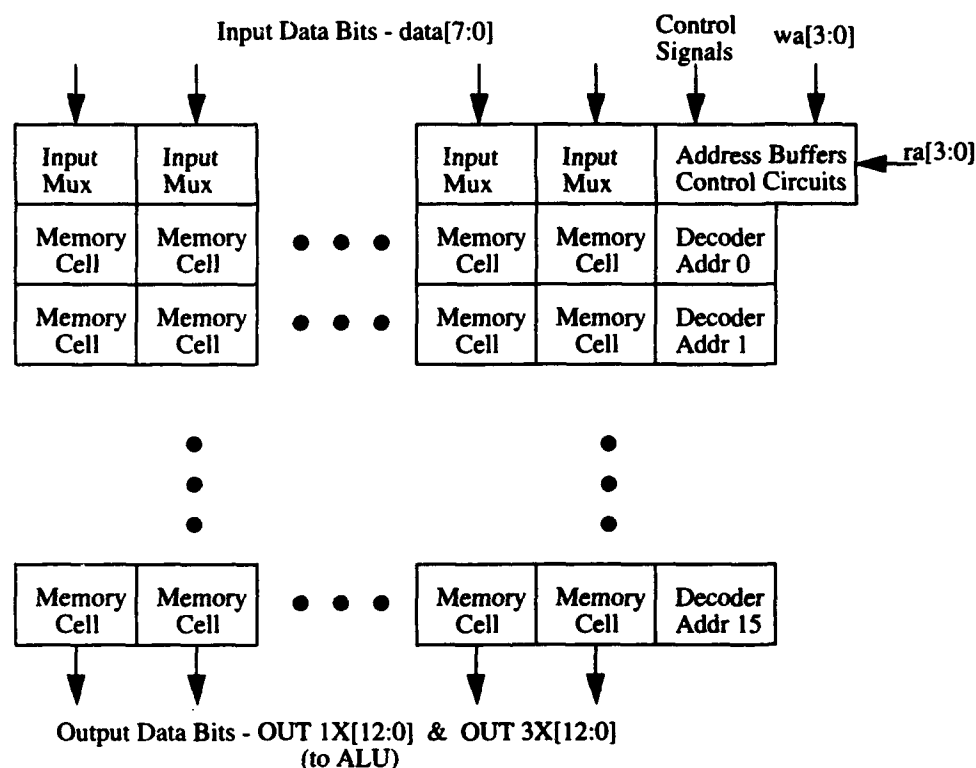 Input Data Bits - data[7:0]
Control
Signals
wa[3:0]
Input
Mux
Input
Mux
Input
Mux
Input
Mux
Address Buffers
Control Circuits
ra[3:0]
Memory
Cell
Memory
Cell
Memory
Cell
Memory
Cell
Decoder
Addr 0
Memory
Cell
Memory
Cell
Memory
Cell
Memory
Cell
Decoder
Addr 1
Memory
Cell
Memory
Cell
Memory
Cell
Memory
Cell
Decoder
Addr 15
Output Data Bits - OUT 1X[12:0] & OUT 3X[12:0]
(to ALU)